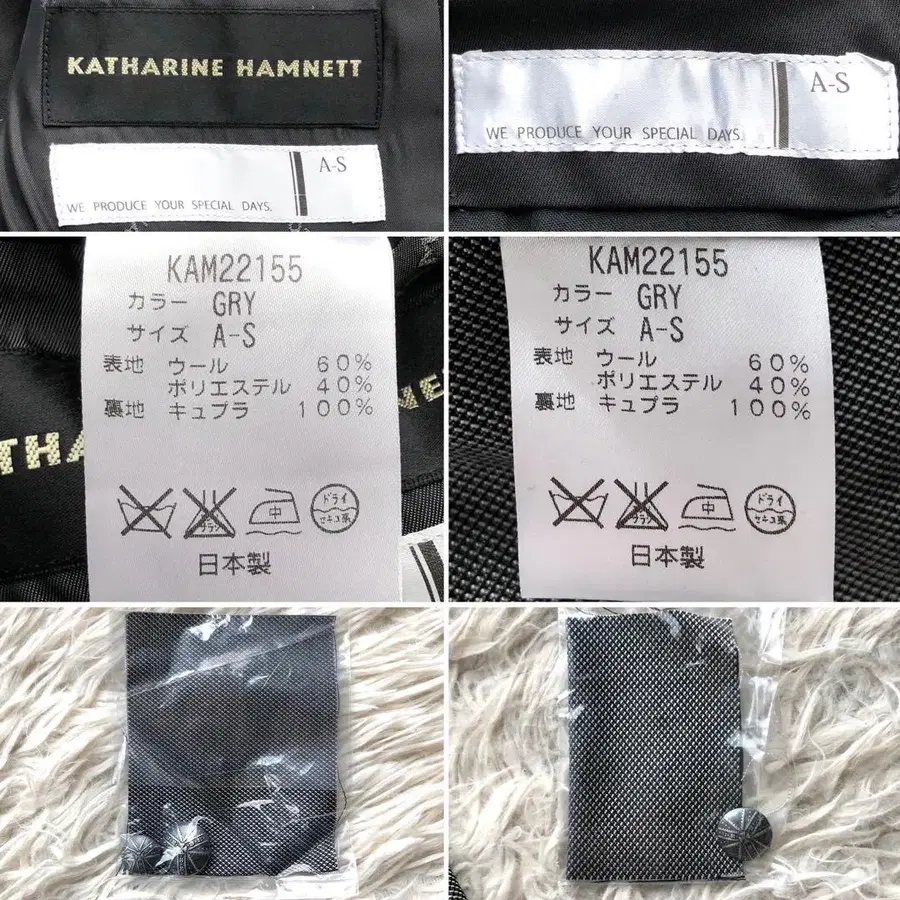 KATHARINE HAMNETT
A-S
WE PRODUCE YOUR SPECIAL DAYS.
A-S
WE PRODUCE YOUR SPECIAL DAYS.
KAM22155
カラー GRY
サイズ A-S
表地 ウール 60%
ポリエステル 40%
裏地 キュプラ 100%
中
ドライ
セキユ系
日本製
KAM22155
カラー GRY
サイズ A-S
表地 ウール 60%
ポリエステル 40%
裏地 キュプラ 100%
中
ドライ
セキユ系
日本製